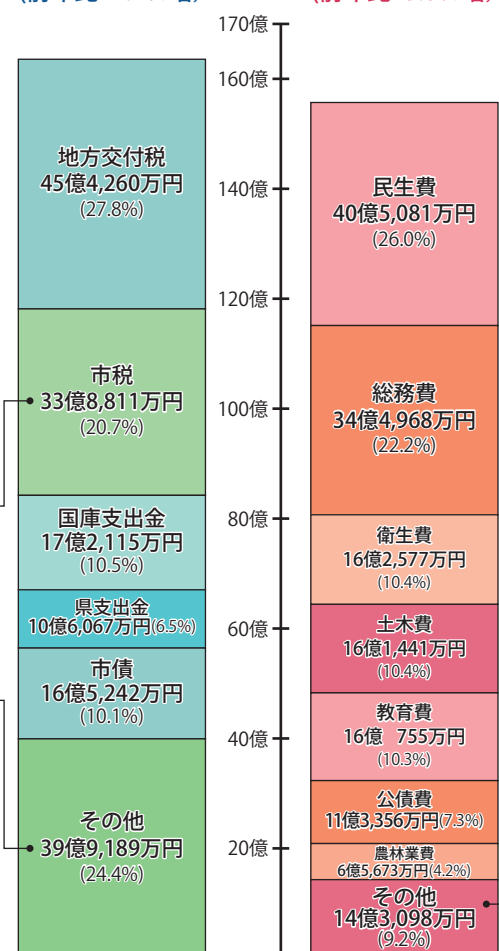 地方交付税
45億4,260万円
(27.8%)
市税
33億8,811万円
(20.7%)
国庫支出金
17億2,115万円
(10.5%)
県支出金
10億6,067万円(6.5%)
市債
16億5,242万円
(10.1%)
その他
39億9,189万円
(24.4%)
170億
160億
140億
120億
100億
80億
60億
40億
20億
民生費
40億5,081万円
(26.0%)
総務費
34億4,968万円
(22.2%)
衛生費
16億2,577万円
(10.4%)
土木費
16億1,441万円
(10.4%)
教育費
16億 755万円
(10.3%)
公債費
11億3,356万円(7.3%)
農林業費
6億5,673万円(4.2%)
その他
14億3,098万円
(9.2%)